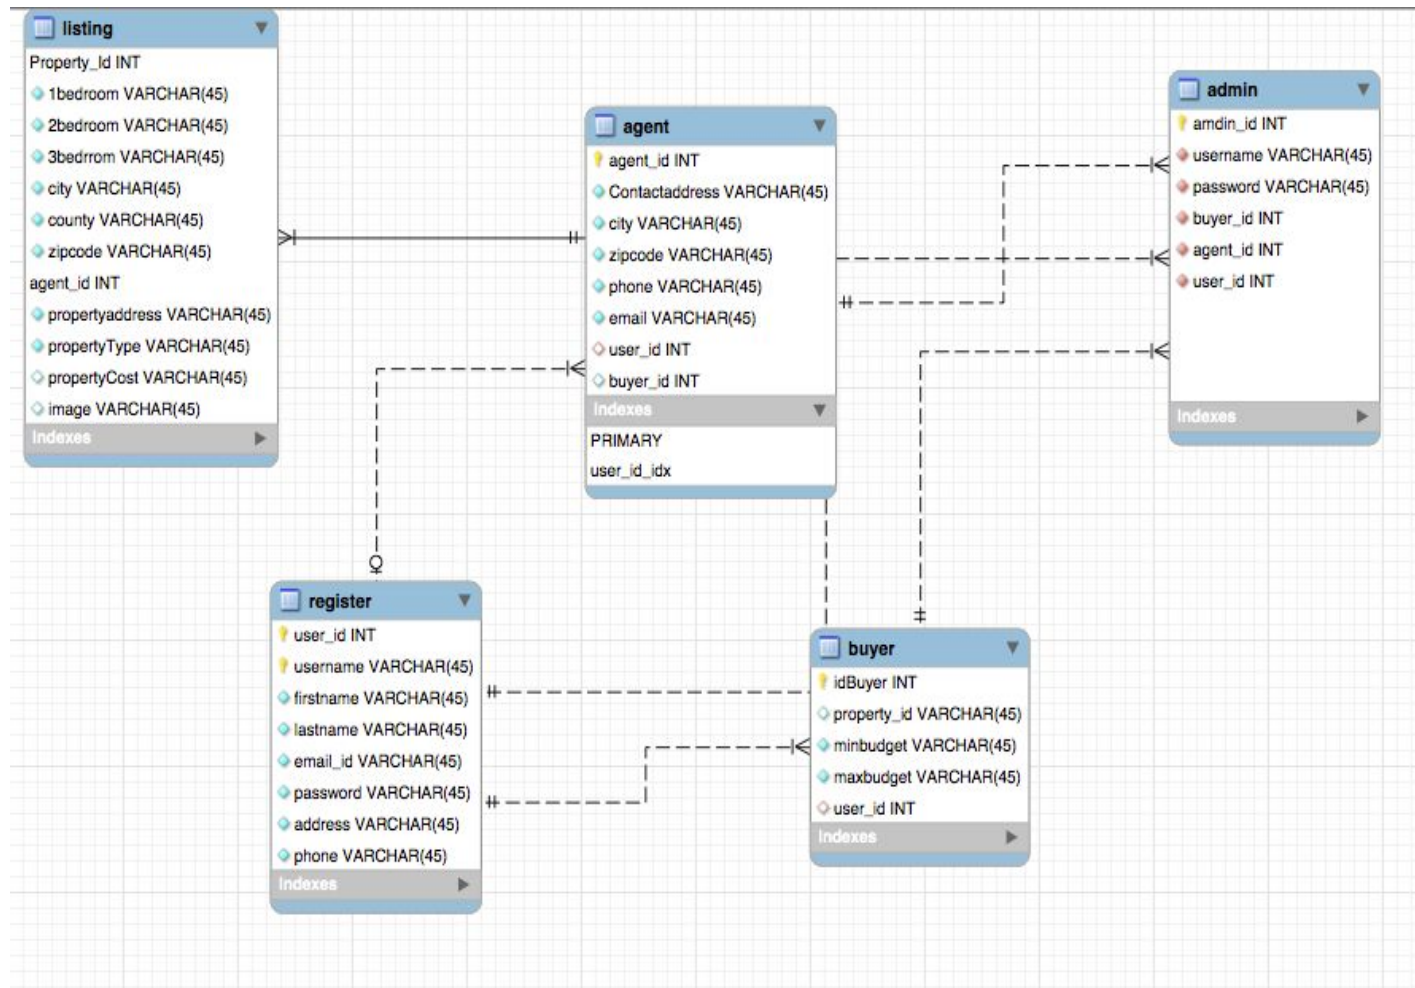 listing
Property_Id INT
1bedroom VARCHAR(45)
2bedroom VARCHAR(45)
3bedrrom VARCHAR(45)
city VARCHAR(45)
county VARCHAR(45)
zipcode VARCHAR(45)
agent_id INT
propertyaddress VARCHAR(45)
propertyType VARCHAR(45)
propertyCost VARCHAR(45)
image VARCHAR(45)
Indexes
agent
agent_id INT
Contactaddress VARCHAR(45)
city VARCHAR(45)
zipcode VARCHAR(45)
phone VARCHAR(45)
email VARCHAR(45)
user_id INT
buyer_id INT
Indexes
PRIMARY
user_id_idx
admin
amdin_id INT
username VARCHAR(45)
password VARCHAR(45)
buyer_id INT
agent_id INT
user_id INT
Indexes
register
user_id INT
username VARCHAR(45)
firstname VARCHAR(45)
lastname VARCHAR(45)
email_id VARCHAR(45)
password VARCHAR(45)
address VARCHAR(45)
phone VARCHAR(45)
Indexes
buyer
idBuyer INT
property_id VARCHAR(45)
minbudget VARCHAR(45)
maxbudget VARCHAR(45)
user_id INT
Indexes